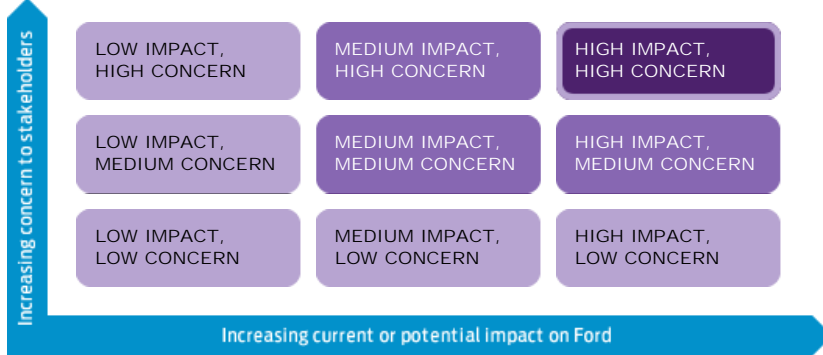 Increasing concern to stakeholders
LOW IMPACT,
HIGH CONCERN
MEDIUM IMPACT,
HIGH CONCERN
HIGH IMPACT,
HIGH CONCERN
LOW IMPACT,
MEDIUM CONCERN
MEDIUM IMPACT,
MEDIUM CONCERN
HIGH IMPACT,
MEDIUM CONCERN
LOW IMPACT,
LOW CONCERN
MEDIUM IMPACT,
LOW CONCERN
HIGH IMPACT,
LOW CONCERN
Increasing current or potential impact on Ford